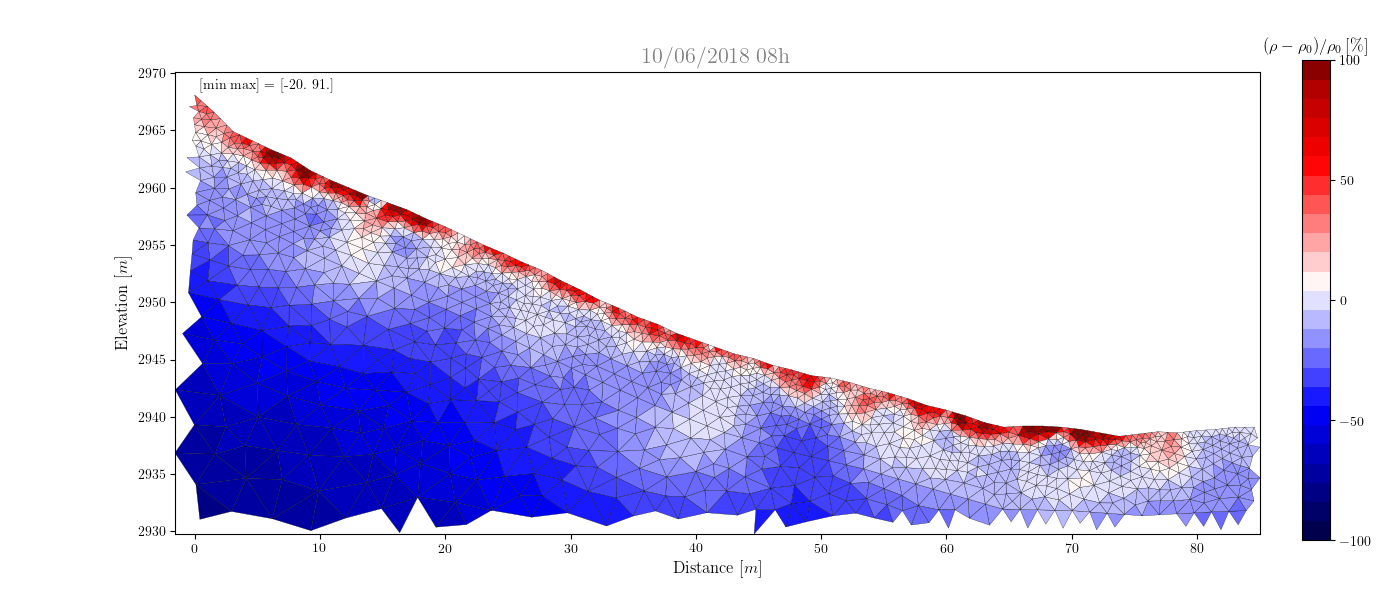 10/06/2018 08h
(ρ − ρ₀)/ρ₀ [%]
[min max] = [-20. 91.]
2970
2965
2960
2955
2950
2945
2940
2935
2930
Elevation [m]
0 10 20 30 40 50 60 70 80
Distance [m]
100
50
0
−50
−100